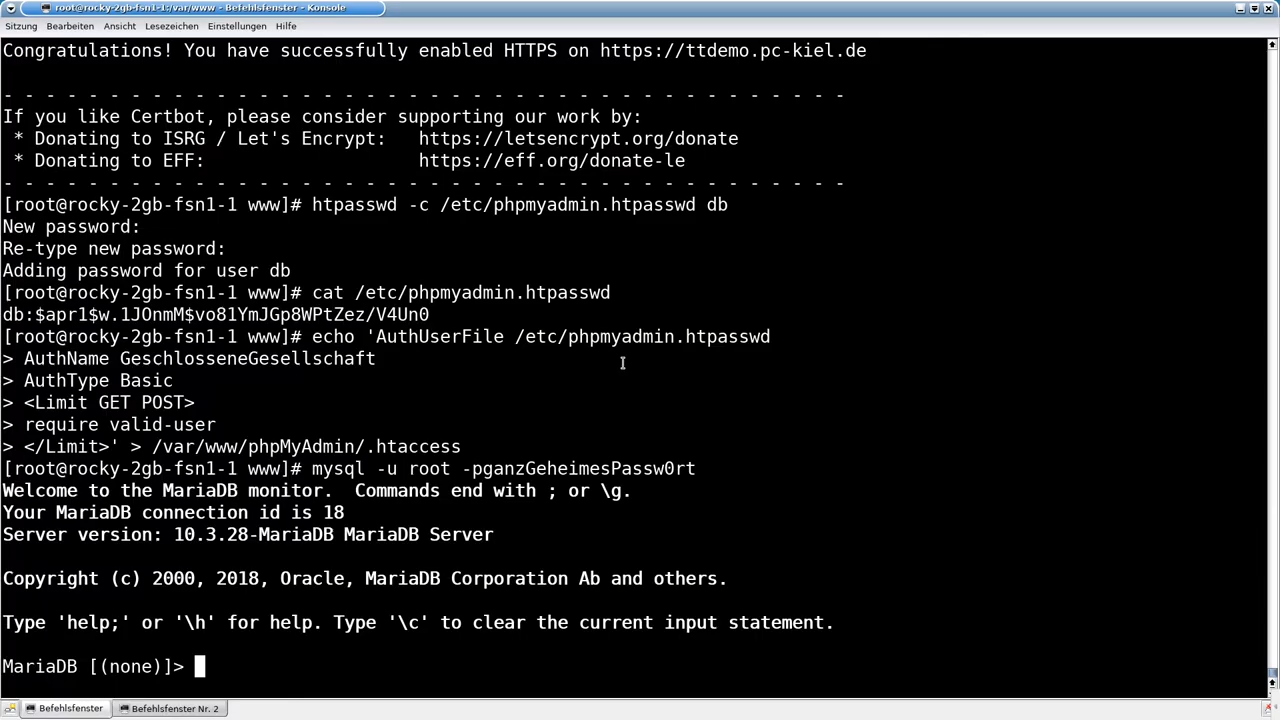 root@rocky-2gb-fsn1-1:/var/www - Befehlsfenster - Konsole
Sitzung Bearbeiten Ansicht Lesezeichen Einstellungen Hilfe
Congratulations! You have successfully enabled HTTPS on https://ttdemo.pc-kiel.de
- - - - - - - - - - - - - - - - - - - - - - - - - - - - - - - - - - - - - - - -
If you like Certbot, please consider supporting our work by:
 * Donating to ISRG / Let's Encrypt:   https://letsencrypt.org/donate
 * Donating to EFF:                    https://eff.org/donate-le
- - - - - - - - - - - - - - - - - - - - - - - - - - - - - - - - - - - - - - - -
[root@rocky-2gb-fsn1-1 www]# htpasswd -c /etc/phpmyadmin.htpasswd db
New password:
Re-type new password:
Adding password for user db
[root@rocky-2gb-fsn1-1 www]# cat /etc/phpmyadmin.htpasswd
db:$apr1$w.1JOnmM$vo81YmJGp8WPtZez/V4Un0
[root@rocky-2gb-fsn1-1 www]# echo 'AuthUserFile /etc/phpmyadmin.htpasswd
> AuthName GeschlosseneGesellschaft
> AuthType Basic
> <Limit GET POST>
> require valid-user
> </Limit>' > /var/www/phpMyAdmin/.htaccess
[root@rocky-2gb-fsn1-1 www]# mysql -u root -pganzGeheimesPassw0rt
Welcome to the MariaDB monitor.  Commands end with ; or \g.
Your MariaDB connection id is 18
Server version: 10.3.28-MariaDB MariaDB Server
Copyright (c) 2000, 2018, Oracle, MariaDB Corporation Ab and others.
Type 'help;' or '\h' for help. Type '\c' to clear the current input statement.
MariaDB [(none)]>
Befehlsfenster Befehlsfenster Nr. 2